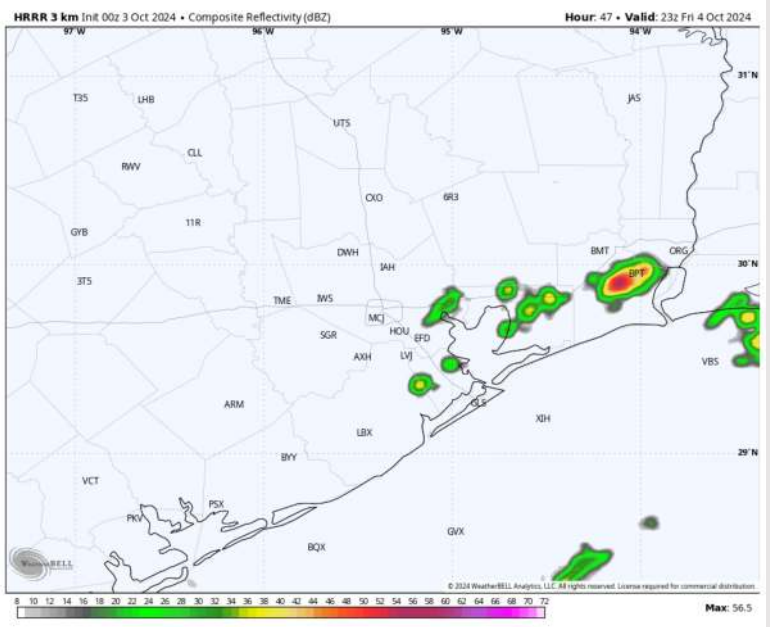 HRRR 3 km Init 00z 3 Oct 2024 • Composite Reflectivity (dBZ) Hour: 47 • Valid: 23z Fri 4 Oct 2024
97°W 96°W 95°W 94°W
31°N
T35 LHB JAS
UTS
CLL
RWV
OXO 6R3
11R
GYB
DWH BMT ORG
IAH 30°N
3T5 BPT
TME IWS
MCJ
SGR HOU EFD
AXH LVJ VBS
ARM GLS
XIH
LBX
BYY 29°N
VCT
PSX
PKV
GVX
BQX
WeatherBELL
© 2024 WeatherBELL Analytics, LLC. All rights reserved. License required for commercial distribution.
8 10 12 14 16 18 20 22 24 26 28 30 32 34 36 38 40 42 44 46 48 50 52 54 56 58 60 62 64 66 68 70 72 Max: 56.5